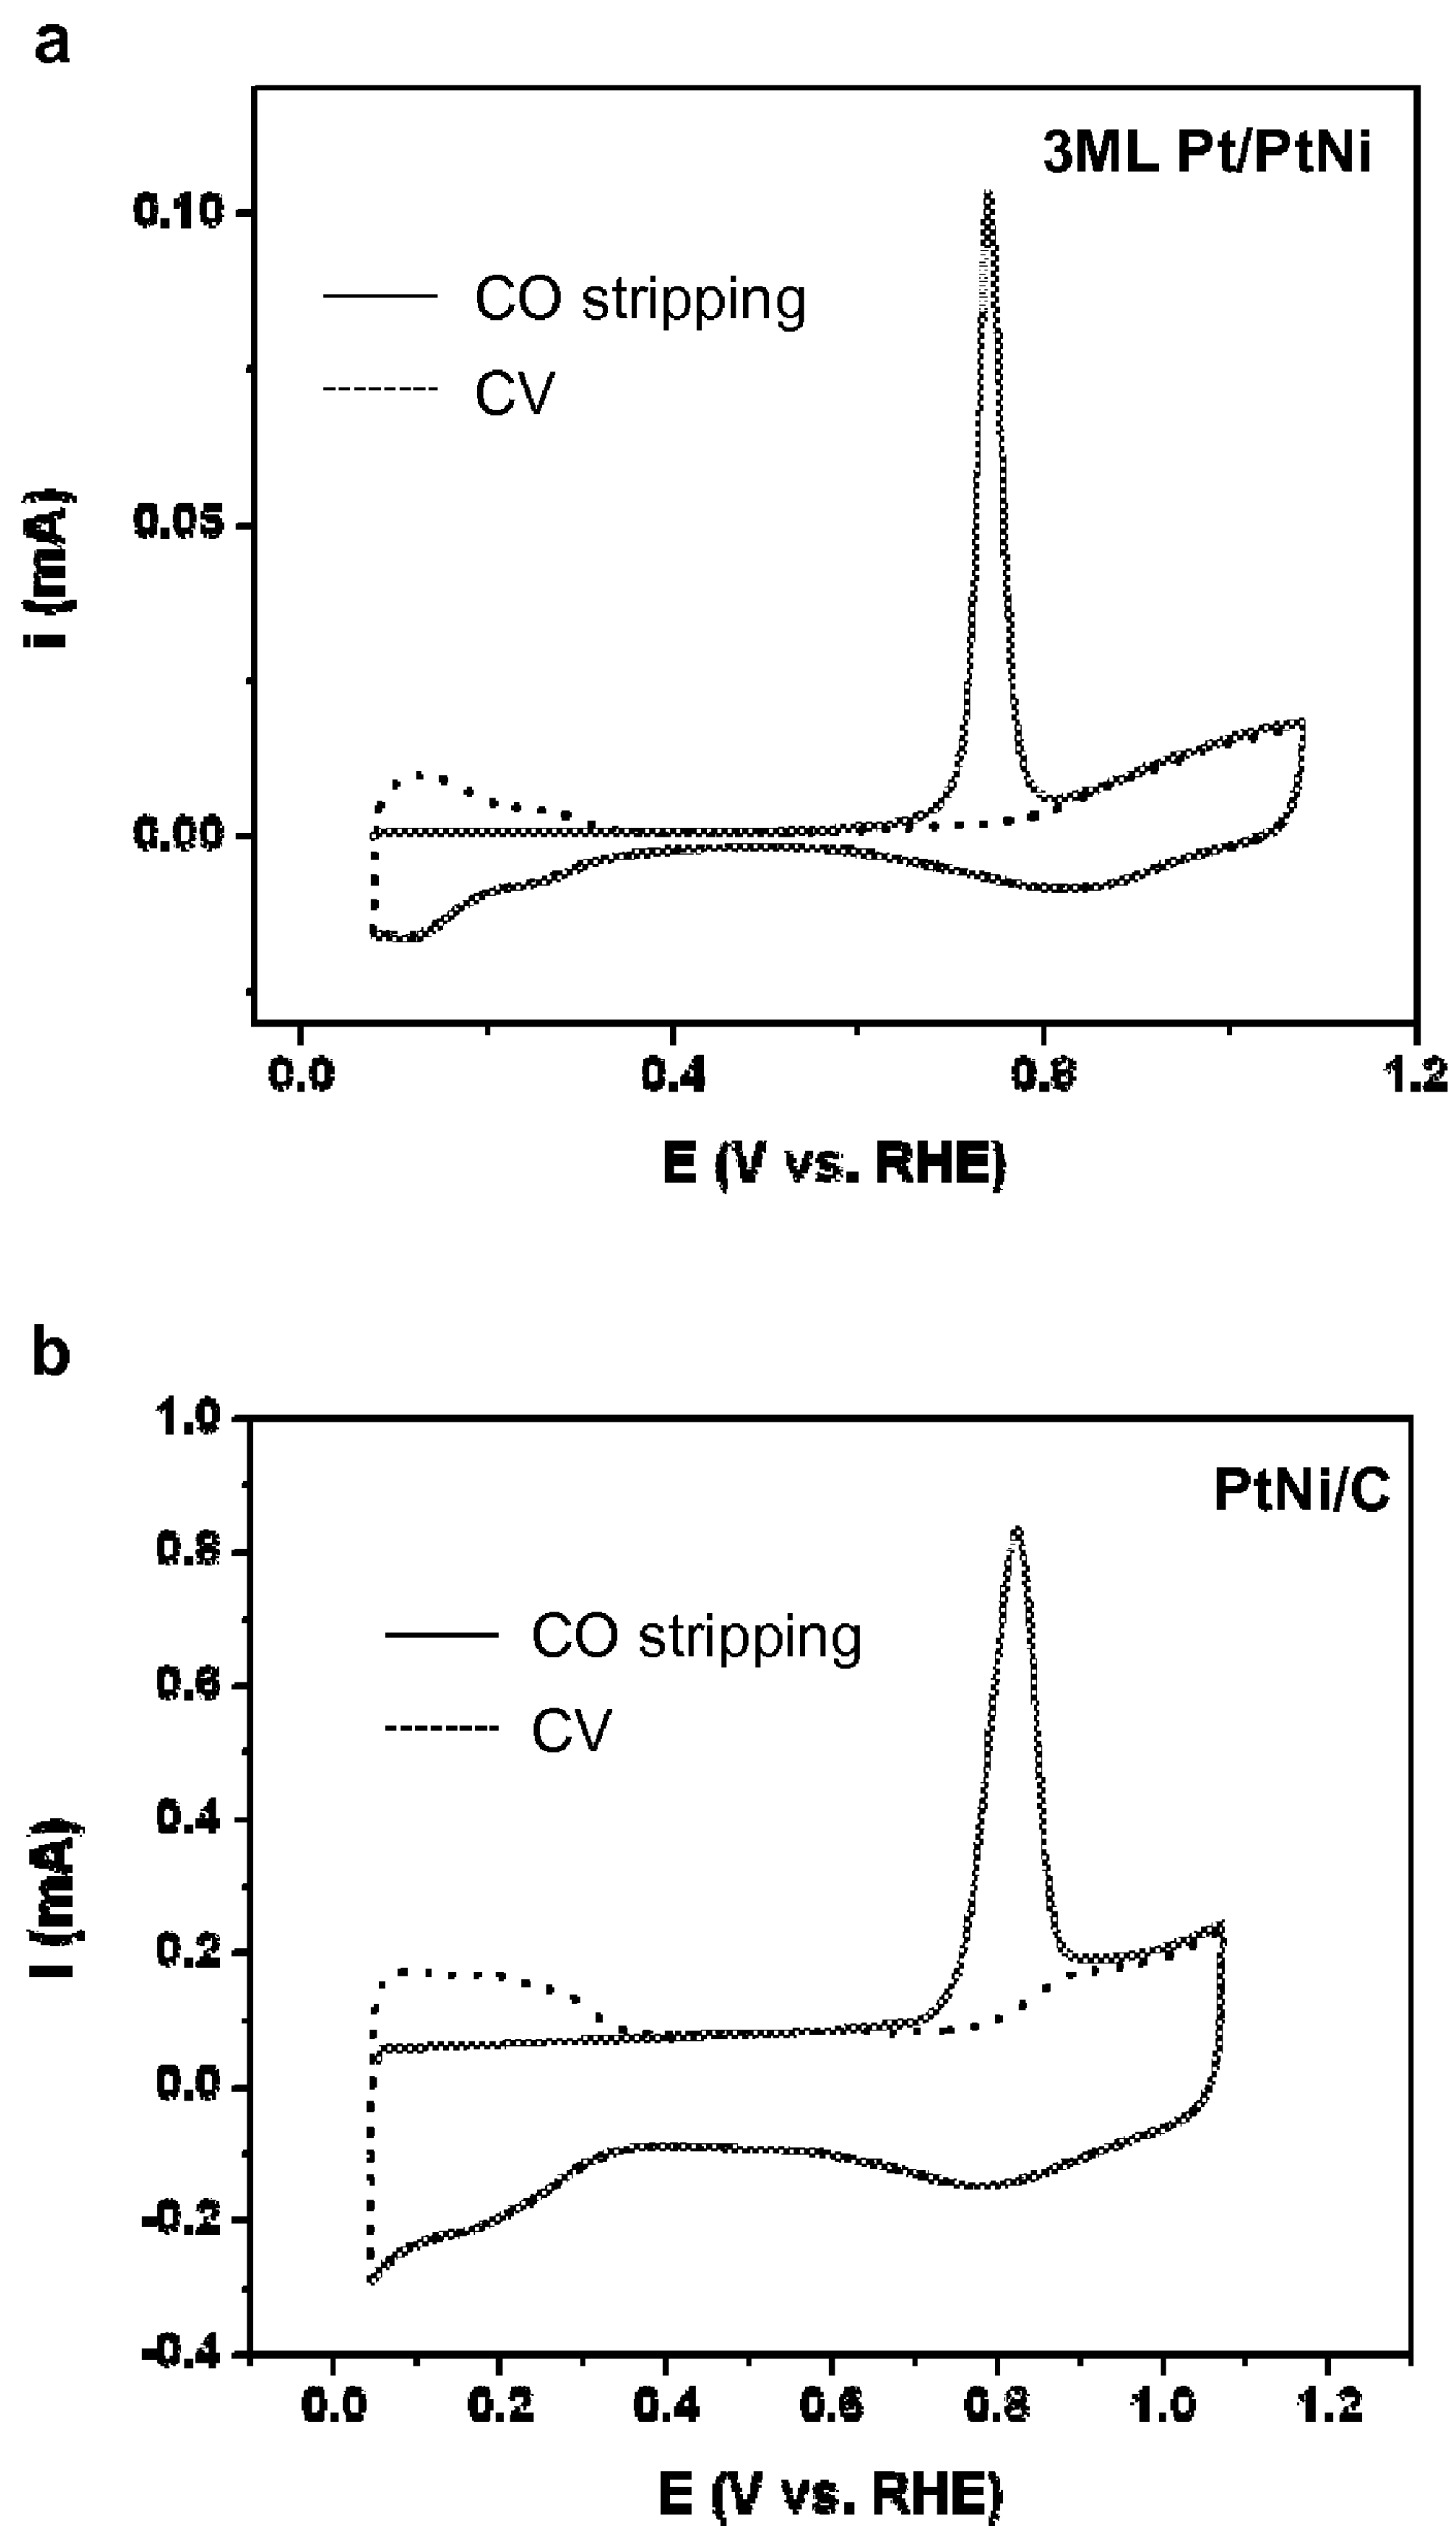 a
3ML Pt/PtNi
0.10
CO stripping
CV
0.05
i (mA)
0.00
0.0 0.4 0.8 1.2
E (V vs. RHE)
b
1.0
PtNi/C
0.8
CO stripping
0.6
CV
0.4
I (mA)
0.2
0.0
-0.2
-0.4
0.0 0.2 0.4 0.6 0.8 1.0 1.2
E (V vs. RHE)